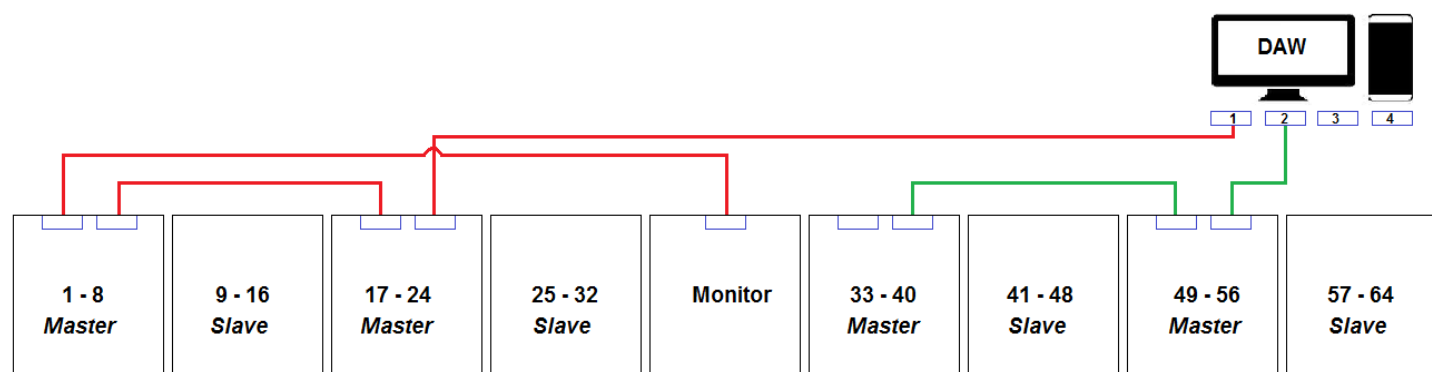 DAW
1 2 3 4
1 - 8 9 - 16 17 - 24 25 - 32 Monitor 33 - 40 41 - 48 49 - 56 57 - 64
Master Slave Master Slave Master Slave Master Slave